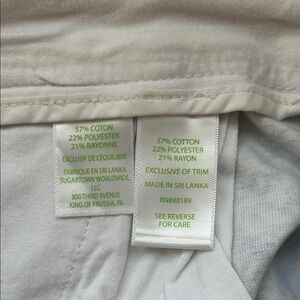 57% COTTON
22% POLYESTER
21% RAYONNE
EXCLUSIF DE L'ÉQUILIBRE
FABRIQUE EN SRI LANKA
SUGARTOWN WORLDWIDE,
LLC
800 THIRD AVENUE
KING OF PRUSSIA, PA
57% COTTON
22% POLYESTER
21% RAYON
EXCLUSIVE OF TRIM
MADE IN SRI LANKA
RN#88189
SEE REVERSE
FOR CARE